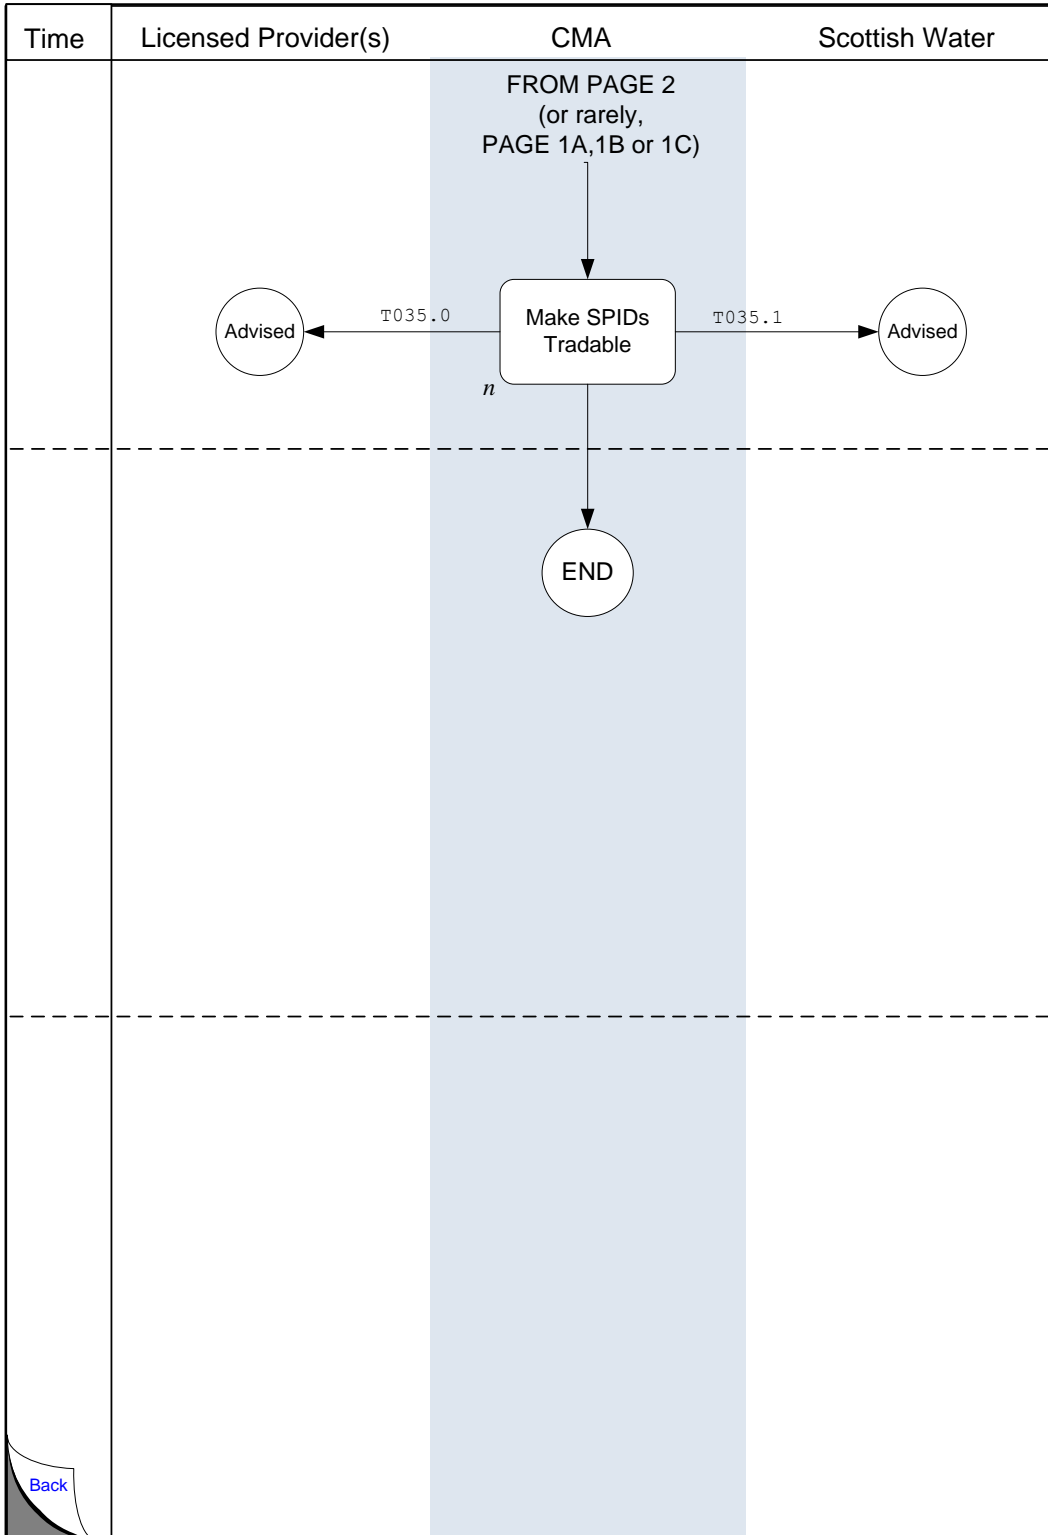 Time
Licensed Provider(s)
CMA
Scottish Water
FROM PAGE 2
(or rarely,
PAGE 1A,1B or 1C)
Advised
T035.0
Make SPIDs
Tradable
T035.1
Advised
n
END
Back